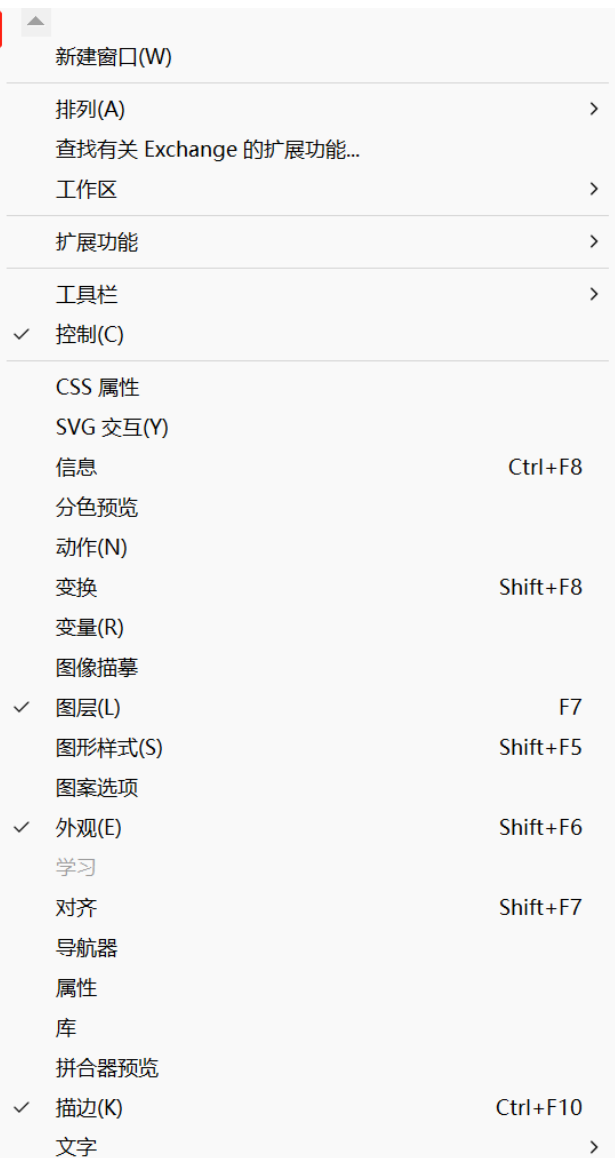 新建窗口(W)
排列(A)
查找有关 Exchange 的扩展功能...
工作区
扩展功能
工具栏
控制(C)
CSS 属性
SVG 交互(Y)
信息 Ctrl+F8
分色预览
动作(N)
变换 Shift+F8
变量(R)
图像描摹
图层(L) F7
图形样式(S) Shift+F5
图案选项
外观(E) Shift+F6
学习
对齐 Shift+F7
导航器
属性
库
拼合器预览
描边(K) Ctrl+F10
文字